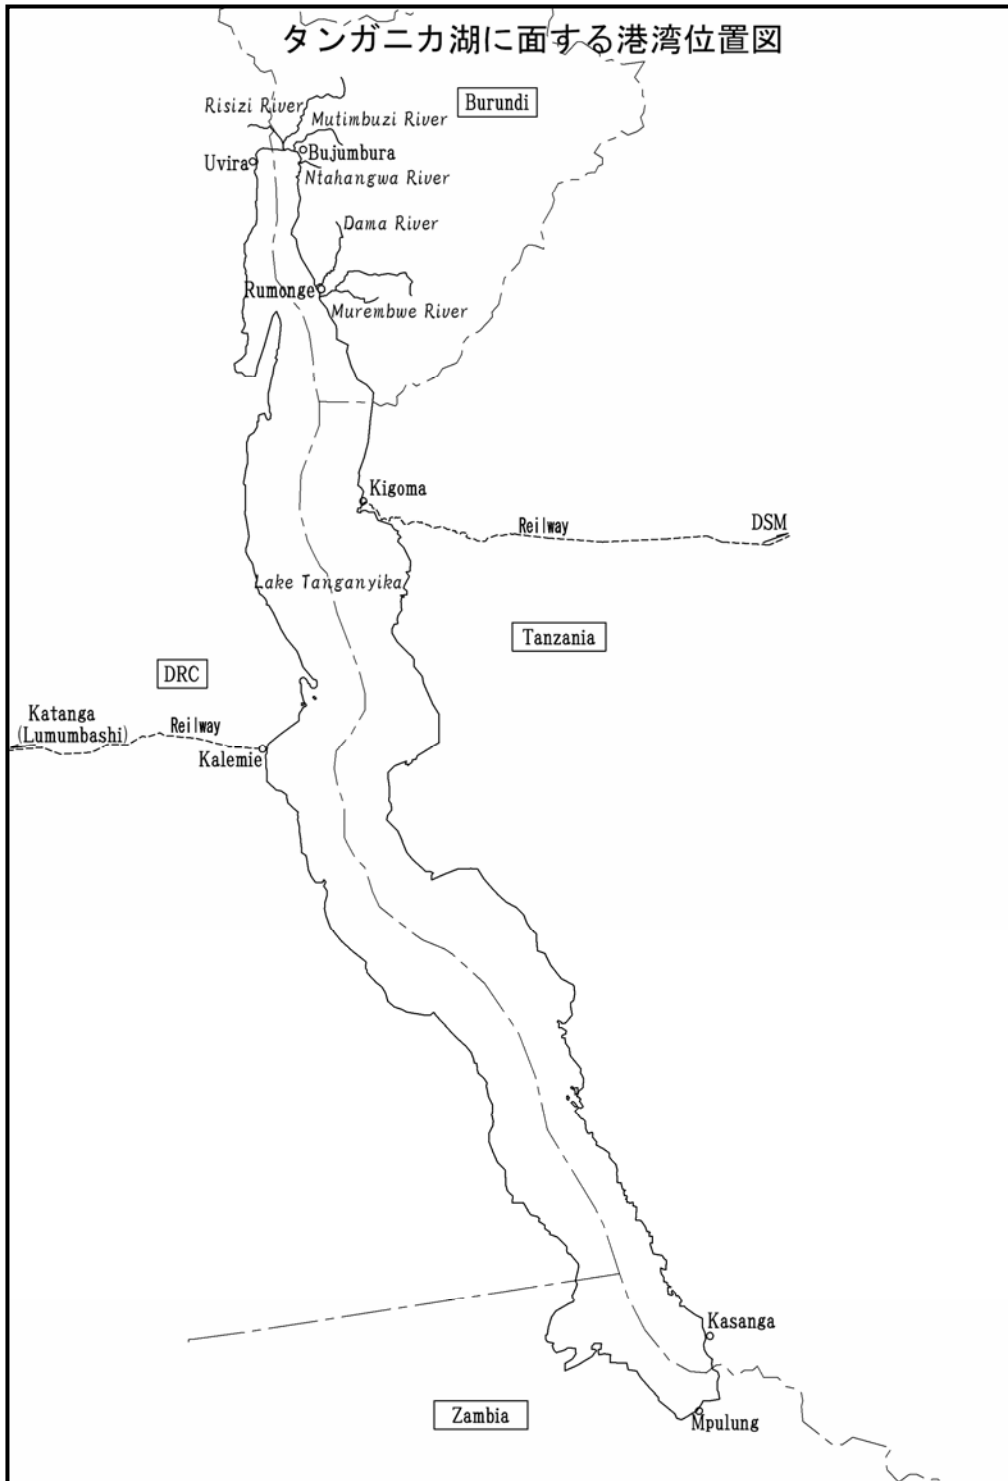 タンガニカ湖に面する港湾位置図
Burundi
Risizi River
Mutimbuzi River
Bujumbura
Uvira
Ntahangwa River
Dama River
Rumonge
Murembwe River
Kigoma
Reilway
DSM
Lake Tanganyika
Tanzania
DRC
Katanga
(Lumumbashi)
Reilway
Kalemie
Kasanga
Zambia
Mpulung